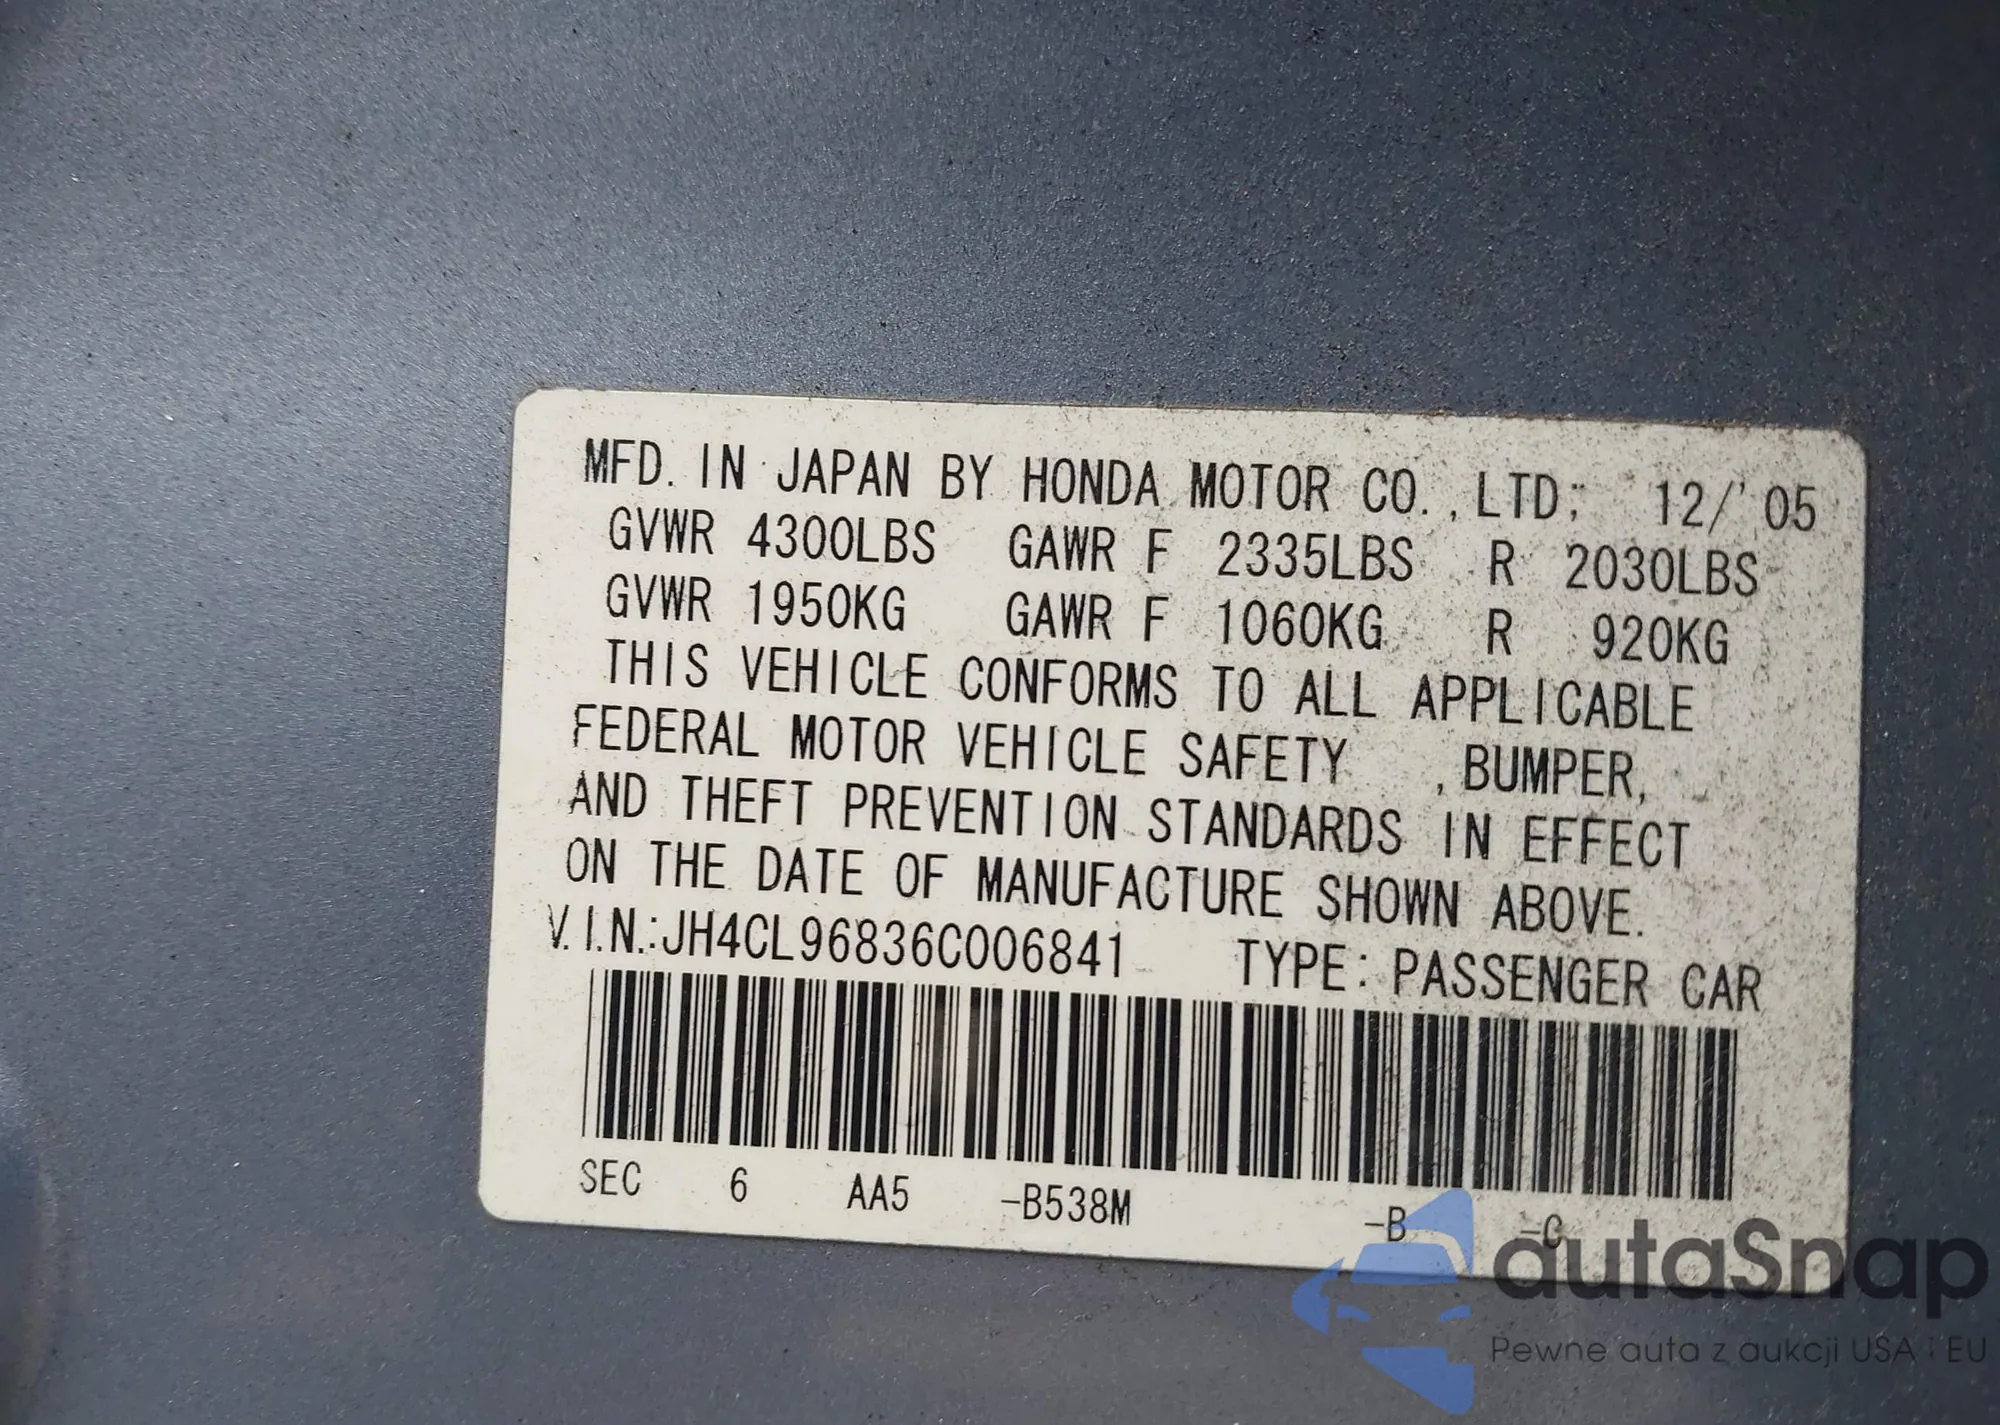 MFD. IN JAPAN BY HONDA MOTOR CO., LTD; 12/'05
GVWR 4300LBS GAWR F 2335LBS R 2030LBS
GVWR 1950KG GAWR F 1060KG R 920KG
THIS VEHICLE CONFORMS TO ALL APPLICABLE
FEDERAL MOTOR VEHICLE SAFETY , BUMPER,
AND THEFT PREVENTION STANDARDS IN EFFECT
ON THE DATE OF MANUFACTURE SHOWN ABOVE.
V.I.N.:JH4CL96836C006841 TYPE: PASSENGER CAR
SEC 6 AA5 -B538M -B -C
autaSnap
Pewne auta z aukcji USA i EU